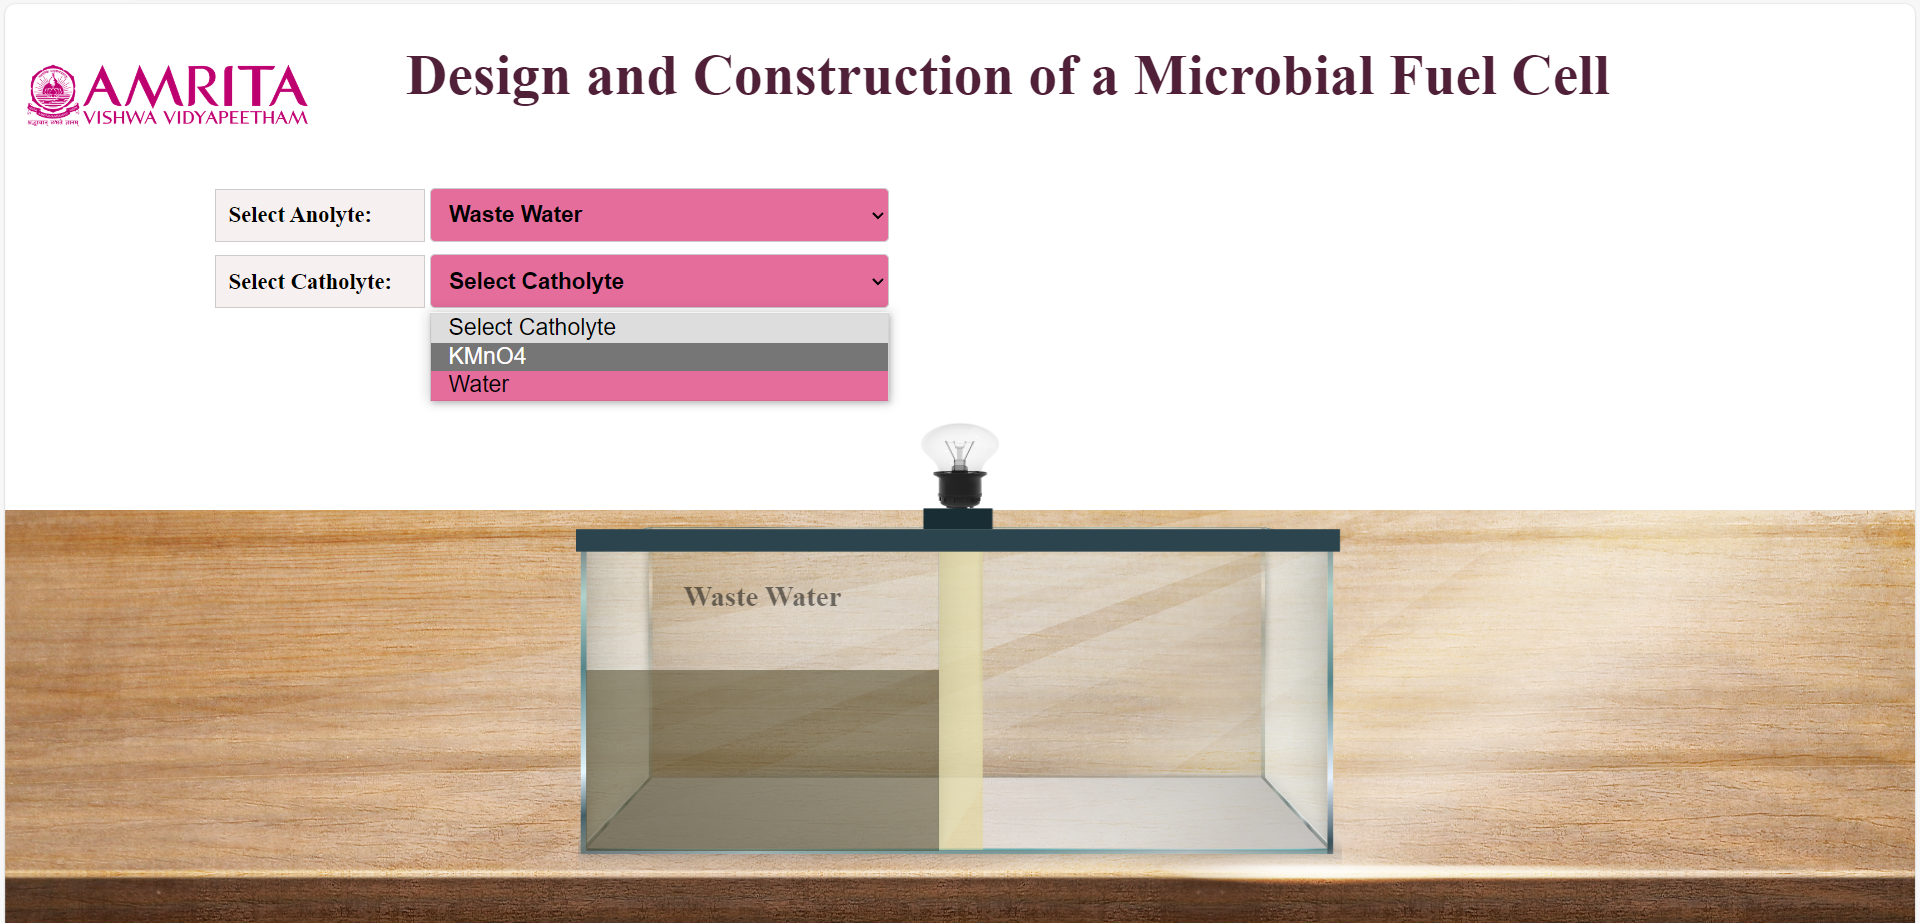 AMRITA
VISHWA VIDYAPEETHAM
Design and Construction of a Microbial Fuel Cell
Select Anolyte:
Waste Water
Select Catholyte:
Select Catholyte
Select Catholyte
KMnO4
Water
Waste Water